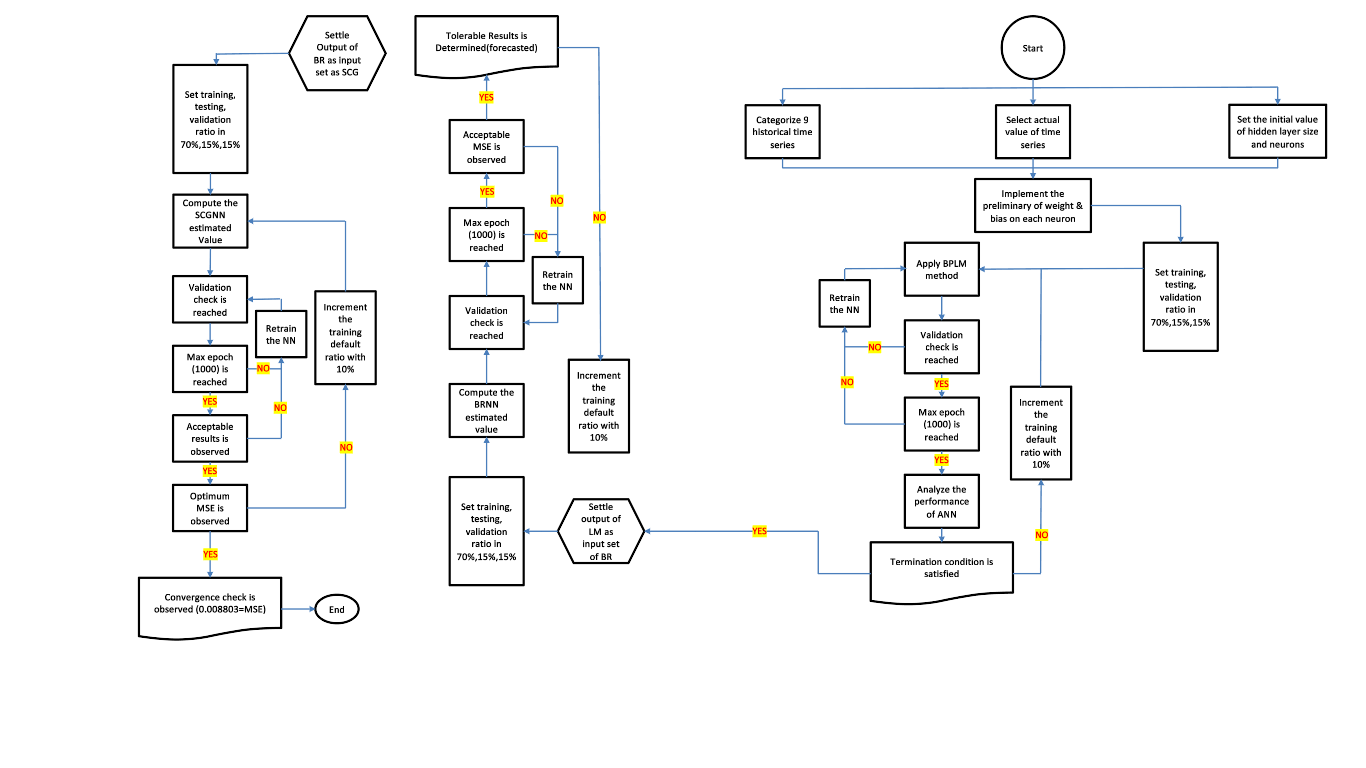 Start
Categorize 9
historical time
series
Select actual
value of time
series
Set the initial value
of hidden layer size
and neurons
Implement the
preliminary of weight &
bias on each neuron
Set training,
testing,
validation
ratio in
70%,15%,15%
Apply BPLM
method
Retrain
the NN
Validation
check is
reached
NO
YES
NO
Max epoch
(1000) is
reached
YES
Increment
the
training
default
ratio with
10%
Analyze the
performance
of ANN
NO
Termination condition is
satisfied
YES
Settle
output of
LM as
input set
of BR
Set training,
testing,
validation
ratio in
70%,15%,15%
Compute the
BRNN
estimated
value
Validation
check is
reached
Retrain
the NN
Max epoch
(1000) is
reached
NO
YES
NO
Acceptable
MSE is
observed
YES
Tolerable Results is
Determined(forecasted)
NO
Increment
the
training
default
ratio with
10%
Settle
Output of
BR as input
set as SCG
Set training,
testing,
validation
ratio in
70%,15%,15%
Compute the
SCGNN
estimated
Value
Validation
check is
reached
Retrain
the NN
Increment
the
training
default
ratio with
10%
Max epoch
(1000) is
reached
NO
YES
NO
Acceptable
results is
observed
YES
NO
Optimum
MSE is
observed
YES
Convergence check is
observed (0.008803=MSE)
End